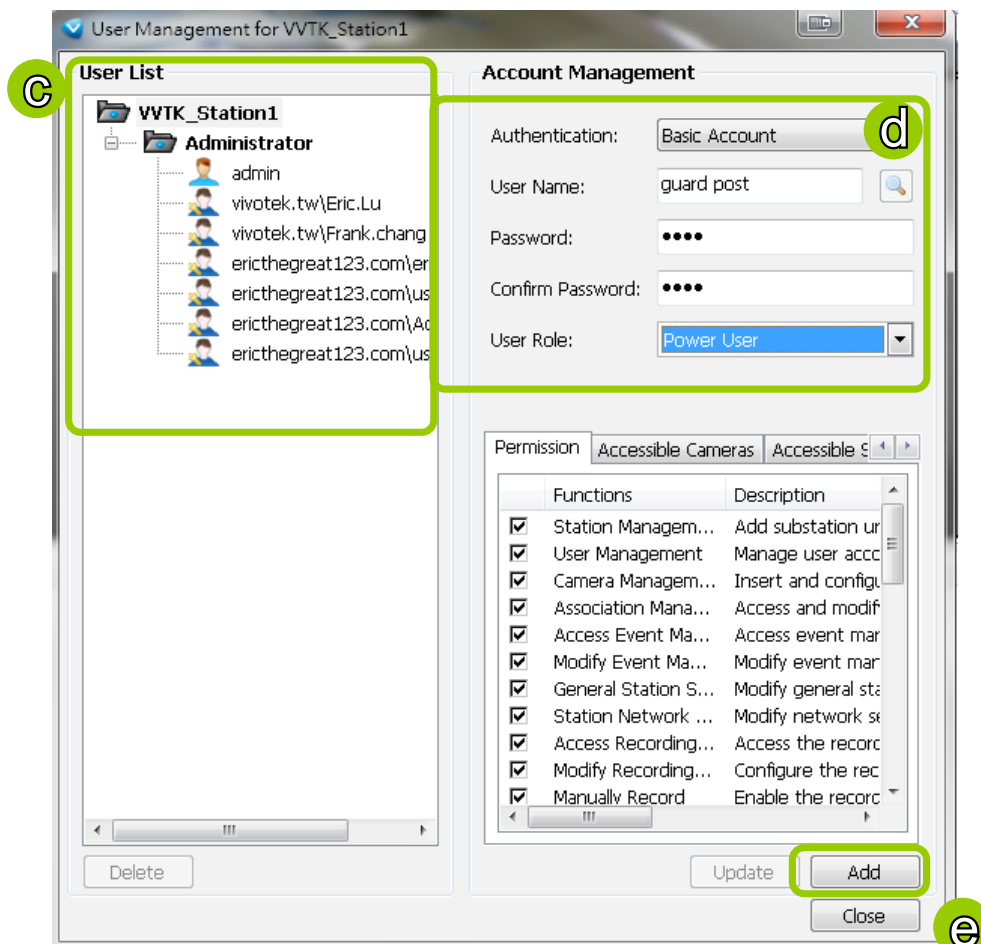 User Management for VVTK_Station1
c
User List
VVTK_Station1
Administrator
admin
vivotek.tw\Eric.Lu
vivotek.tw\Frank.chang
ericthegreat123.com\er
ericthegreat123.com\us
ericthegreat123.com\Ac
ericthegreat123.com\us
Delete
Account Management
d
Authentication: Basic Account
User Name: guard post
Password: ••••
Confirm Password: ••••
User Role: Power User
Permission Accessible Cameras Accessible S
Functions Description
Station Managem... Add substation ur
User Management Manage user acco
Camera Managem... Insert and configu
Association Mana... Access and modif
Access Event Ma... Access event mar
Modify Event Ma... Modify event mar
General Station S... Modify general sta
Station Network ... Modify network se
Access Recording... Access the recorc
Modify Recording... Configure the rec
Manually Record Enable the recorc
Update Add
Close
e